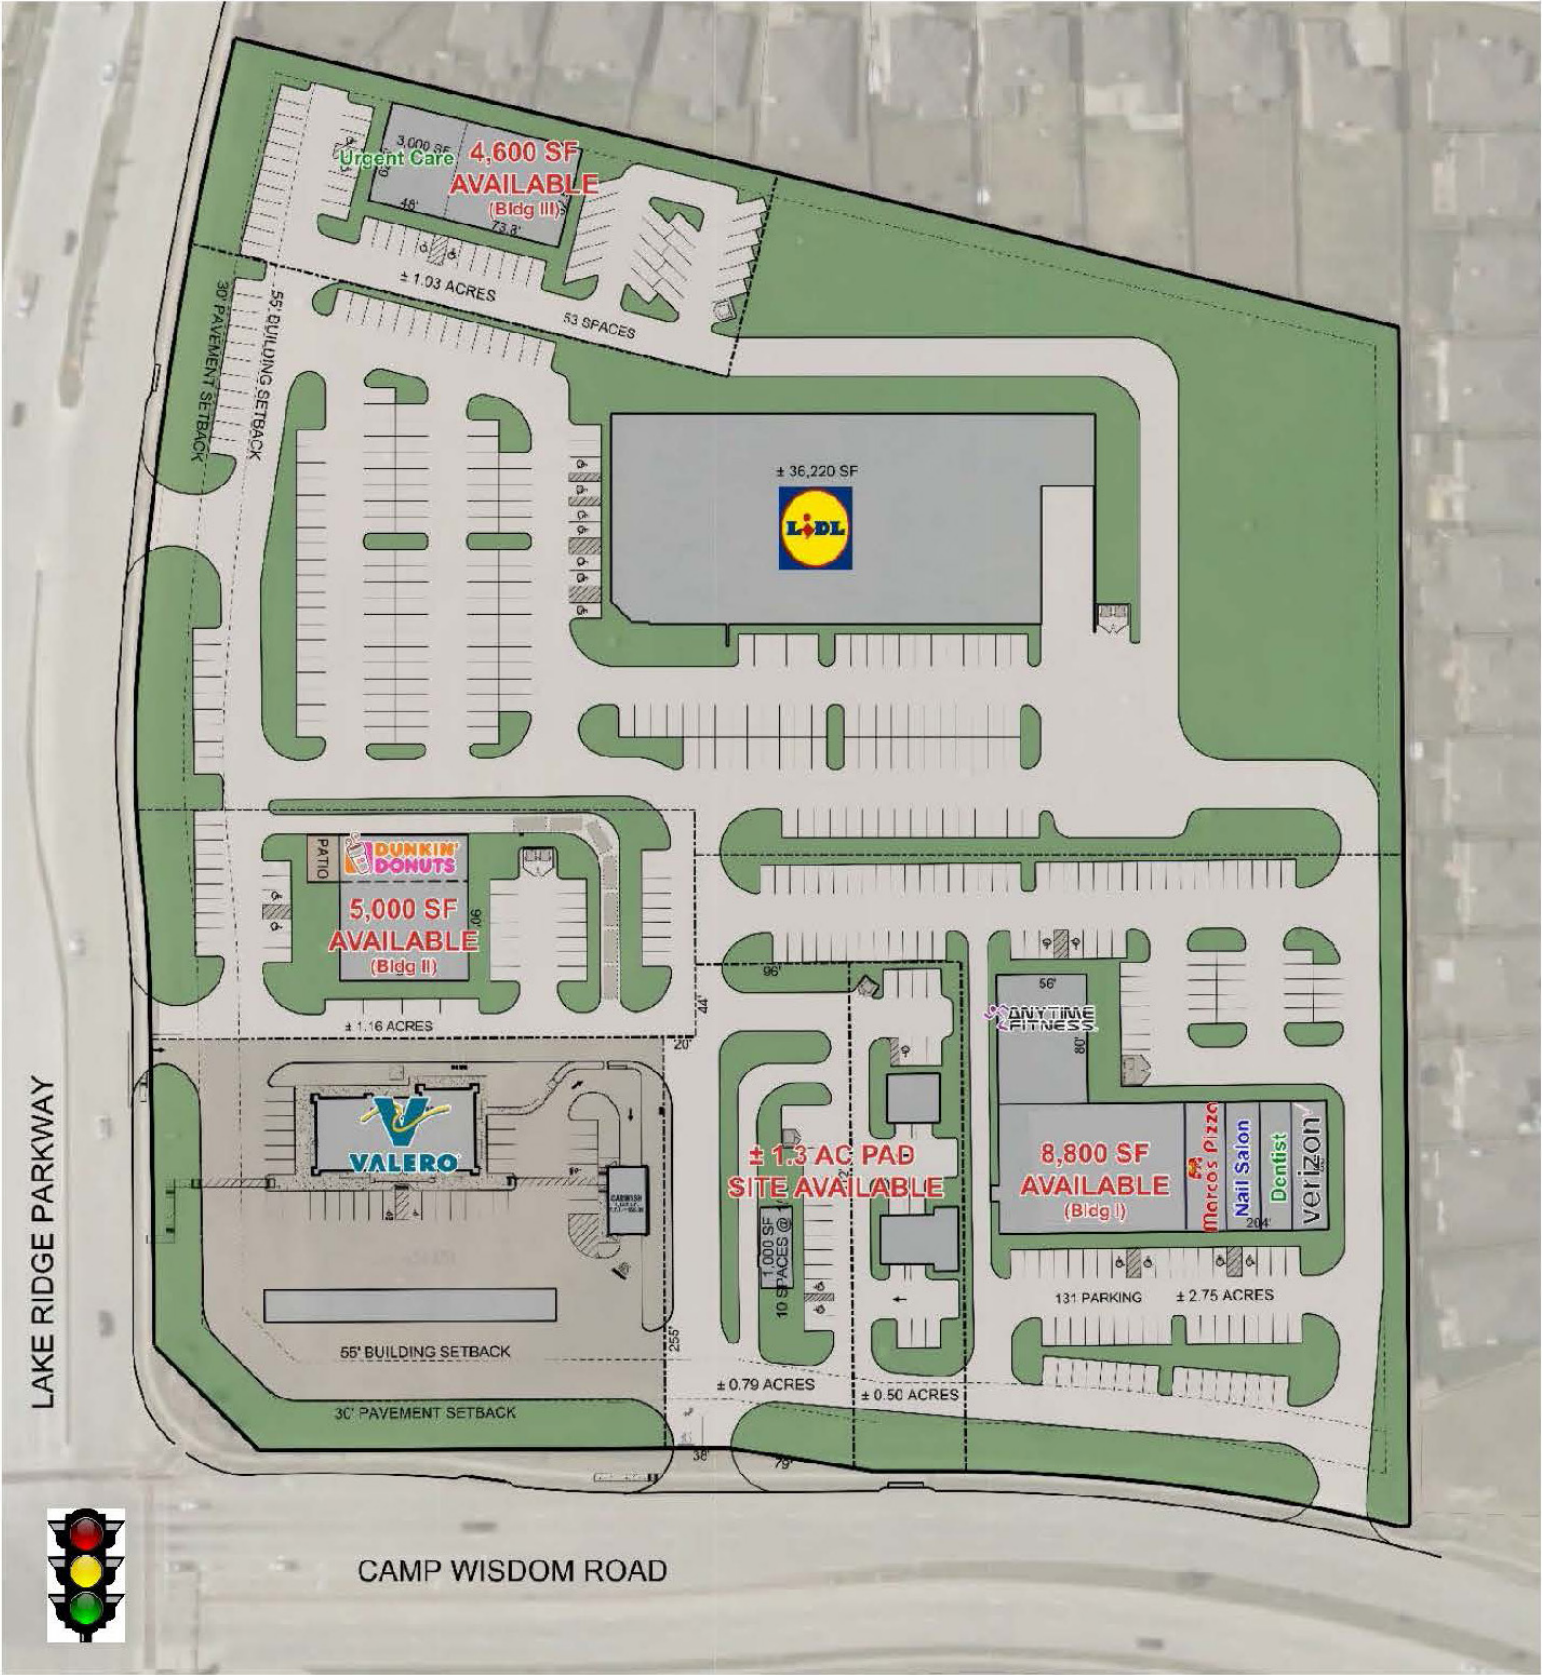 3,000 SF
Urgent Care
4,600 SF
AVAILABLE
(Bldg III)
48'
73.8'
± 1.03 ACRES
53 SPACES
30' PAVEMENT SETBACK
55' BUILDING SETBACK
± 36,220 SF
LiDL
PATIO
DUNKIN'
DONUTS
5,000 SF
AVAILABLE
(Bldg II)
90'
± 1.16 ACRES
44'
20'
96'
56'
ANYTIME
FITNESS
80'
VALERO
CARWASH
± 1.3 AC PAD
SITE AVAILABLE
1,000 SF
10 SPACES @
8,800 SF
AVAILABLE
(Bldg I)
Marcos Pizza
Nail Salon
Dentist
verizon
204'
131 PARKING
± 2.75 ACRES
255'
55' BUILDING SETBACK
30' PAVEMENT SETBACK
± 0.79 ACRES
± 0.50 ACRES
38'
79'
LAKE RIDGE PARKWAY
CAMP WISDOM ROAD